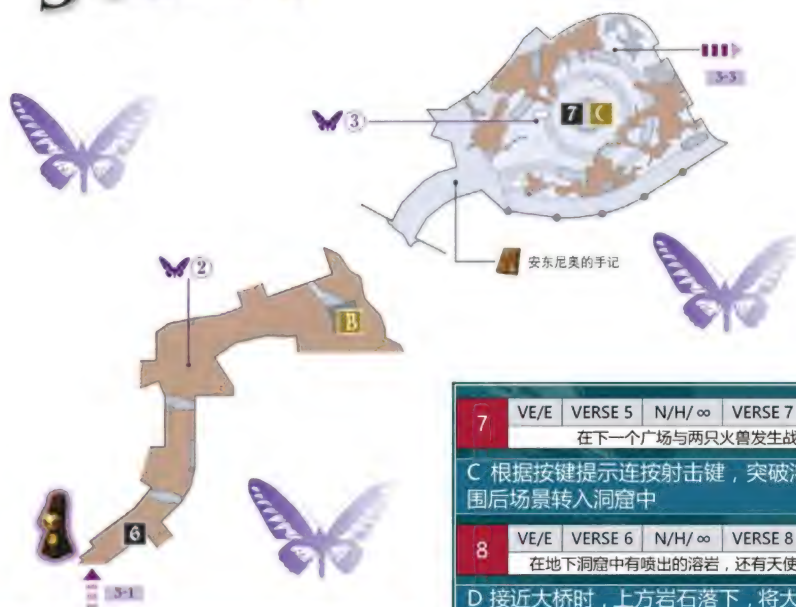 3-3
7 C
3
安东尼奥的手记
2
B
6
3-1
7 VE/E VERSE 5 N/H/∞ VERSE 7
在下一个广场与两只火兽发生战
C 根据按键提示连按射击键，突破
围后场景转入洞窟中
8 VE/E VERSE 6 N/H/∞ VERSE 8
在地下洞窟中有喷出的溶岩，还有天使
D 接近大桥时，上方岩石落下，将大